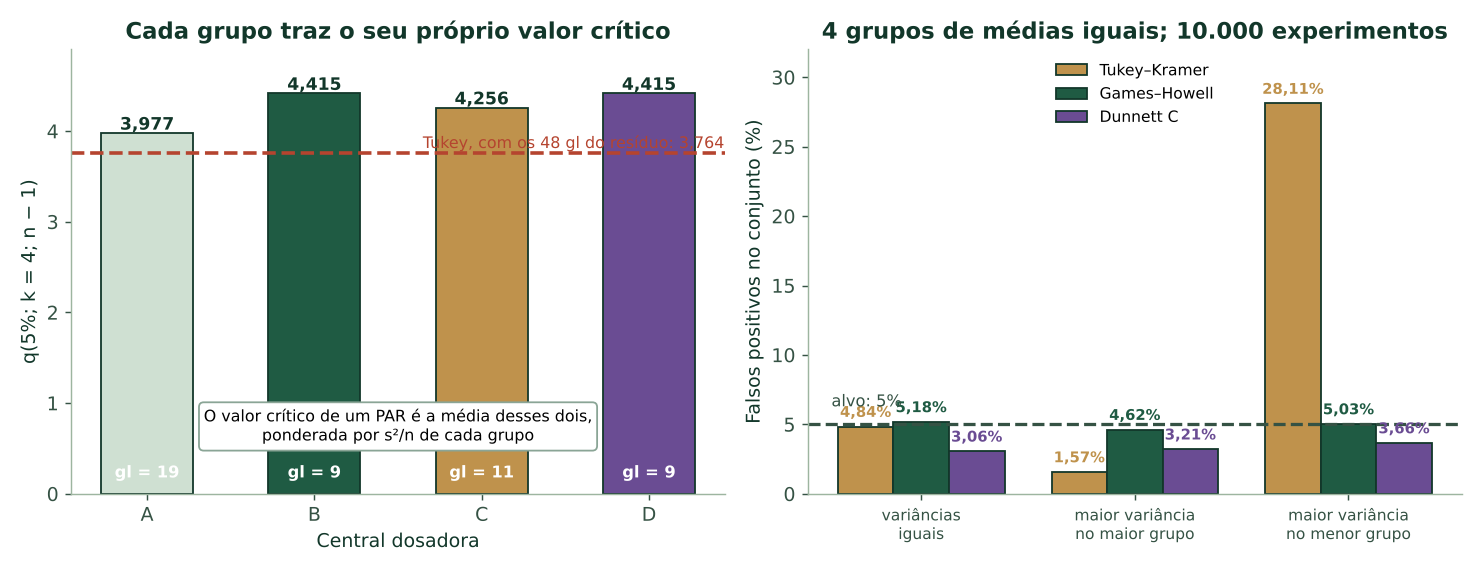 Cada grupo traz o seu próprio valor crítico
q(5%; k = 4; n − 1)
4
3
2
1
0
3,977
4,415
4,256
4,415
Tukey, com os 48 gl do resíduo: 3,764
O valor crítico de um PAR é a média desses dois,
ponderada por s²/n de cada grupo
gl = 19
gl = 9
gl = 11
gl = 9
A
B
C
D
Central dosadora
4 grupos de médias iguais; 10.000 experimentos
Falsos positivos no conjunto (%)
30
25
20
15
10
5
0
Tukey–Kramer
Games–Howell
Dunnett C
alvo: 5%
4,84%
5,18%
3,06%
1,57%
4,62%
3,21%
28,11%
5,03%
3,66%
variâncias
iguais
maior variância
no maior grupo
maior variância
no menor grupo